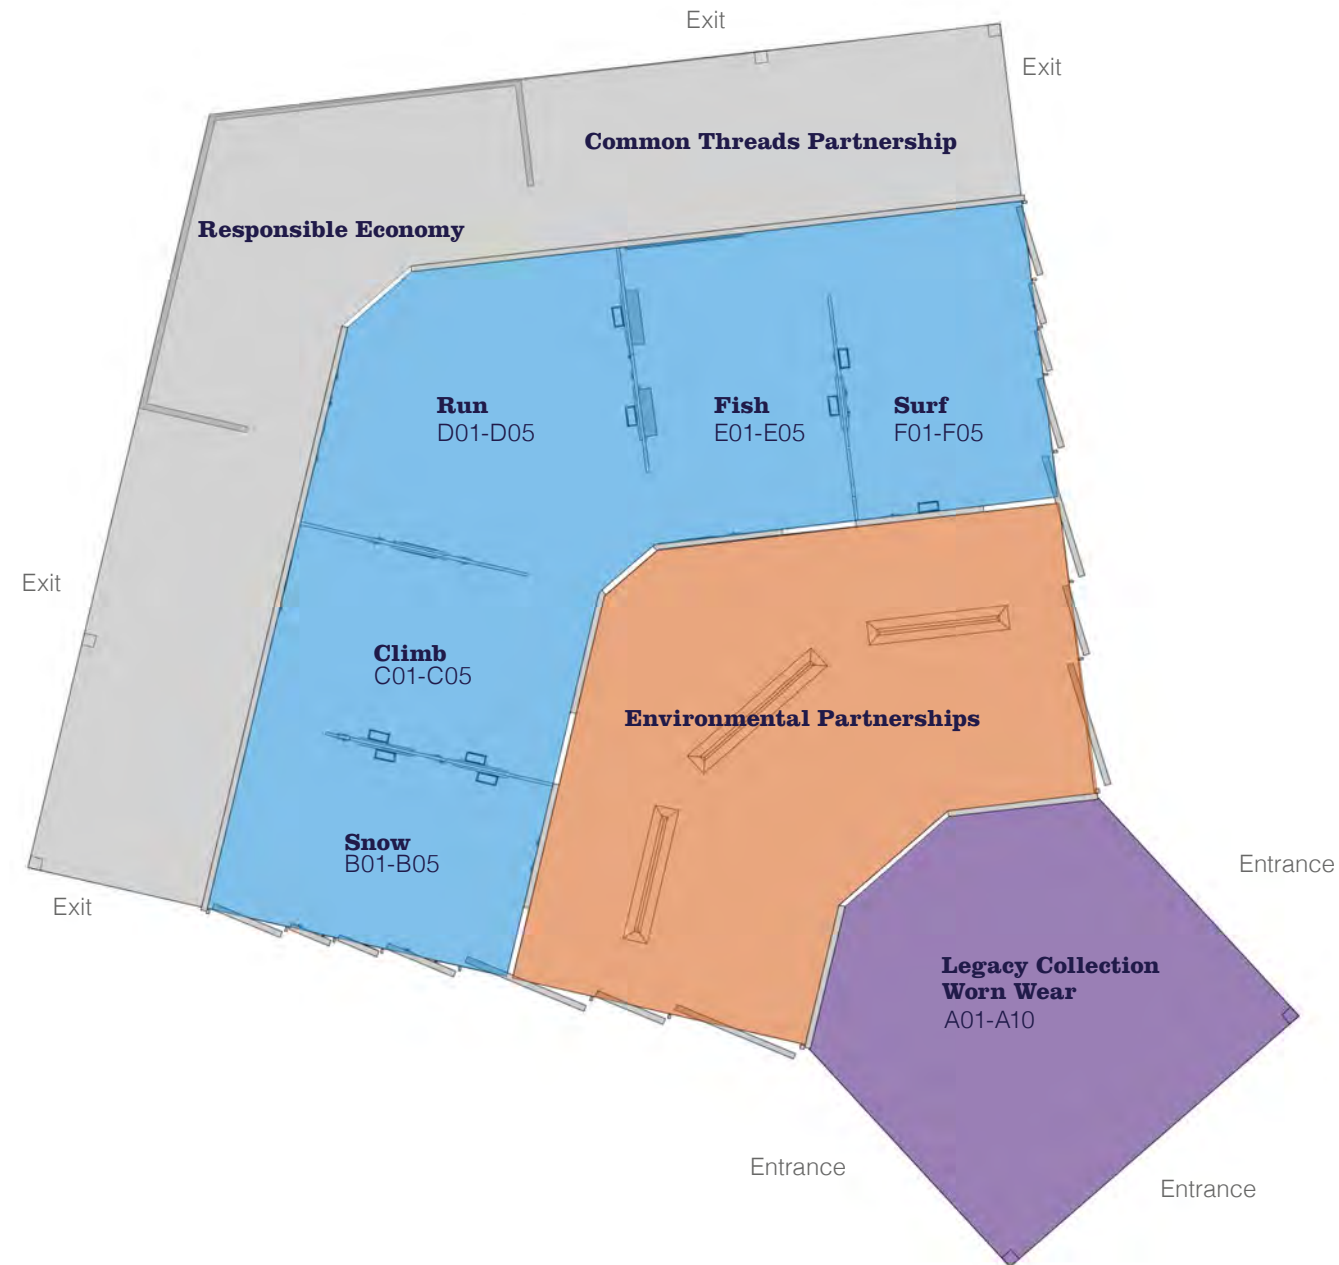 Exit
Exit
Common Threads Partnership
Responsible Economy
Run
D01-D05
Fish
E01-E05
Surf
F01-F05
Exit
Climb
C01-C05
Environmental Partnerships
Snow
B01-B05
Entrance
Exit
Legacy Collection
Worn Wear
A01-A10
Entrance
Entrance